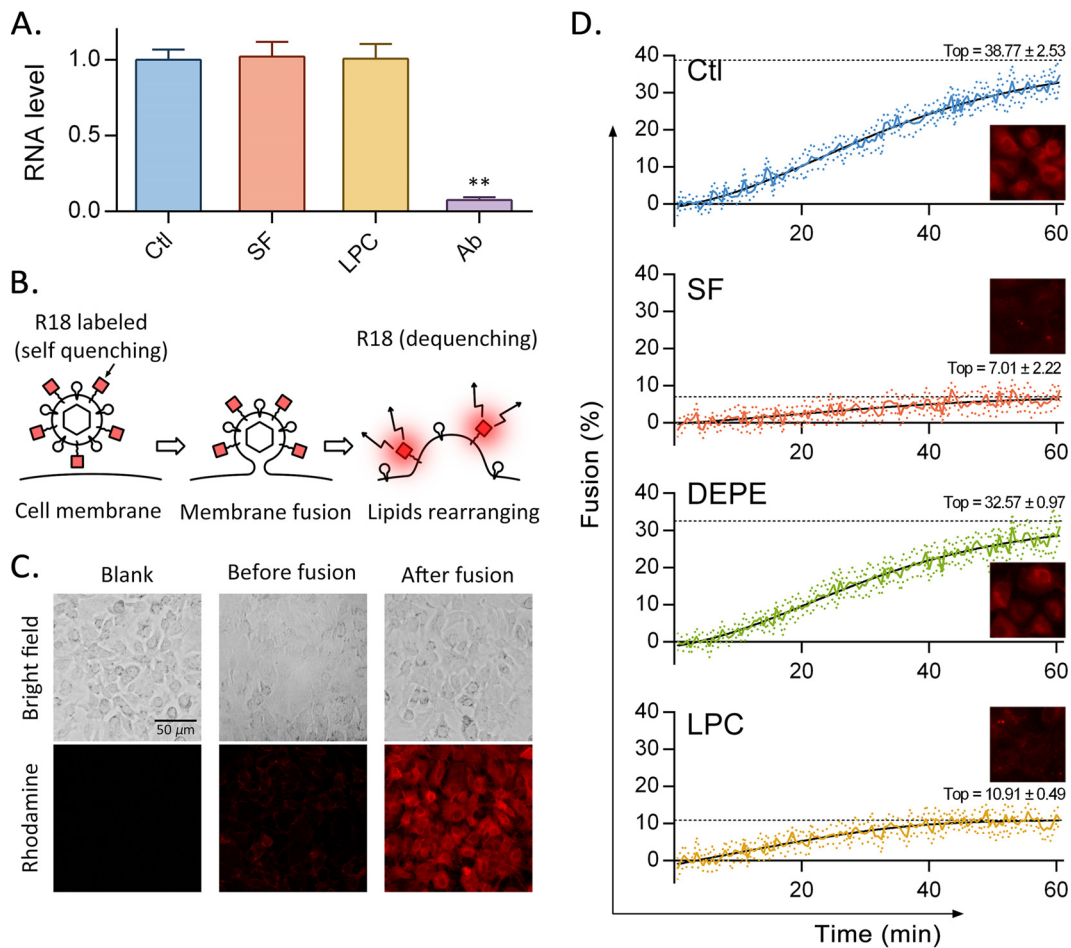 A.
RNA level
1.0
0.5
0.0
**
Ctl
SF
LPC
Ab
B.
R18 labeled
(self quenching)
R18 (dequenching)
Cell membrane
Membrane fusion
Lipids rearranging
C.
Blank
Before fusion
After fusion
Bright field
50 μm
Rhodamine
D.
Fusion (%)
Top = 38.77 ± 2.53
Ctl
40
30
20
10
0
20
40
60
SF
40
30
20
10
0
Top = 7.01 ± 2.22
20
40
60
DEPE
Top = 32.57 ± 0.97
40
30
20
10
0
20
40
60
LPC
40
30
20
10
0
Top = 10.91 ± 0.49
20
40
60
Time (min)